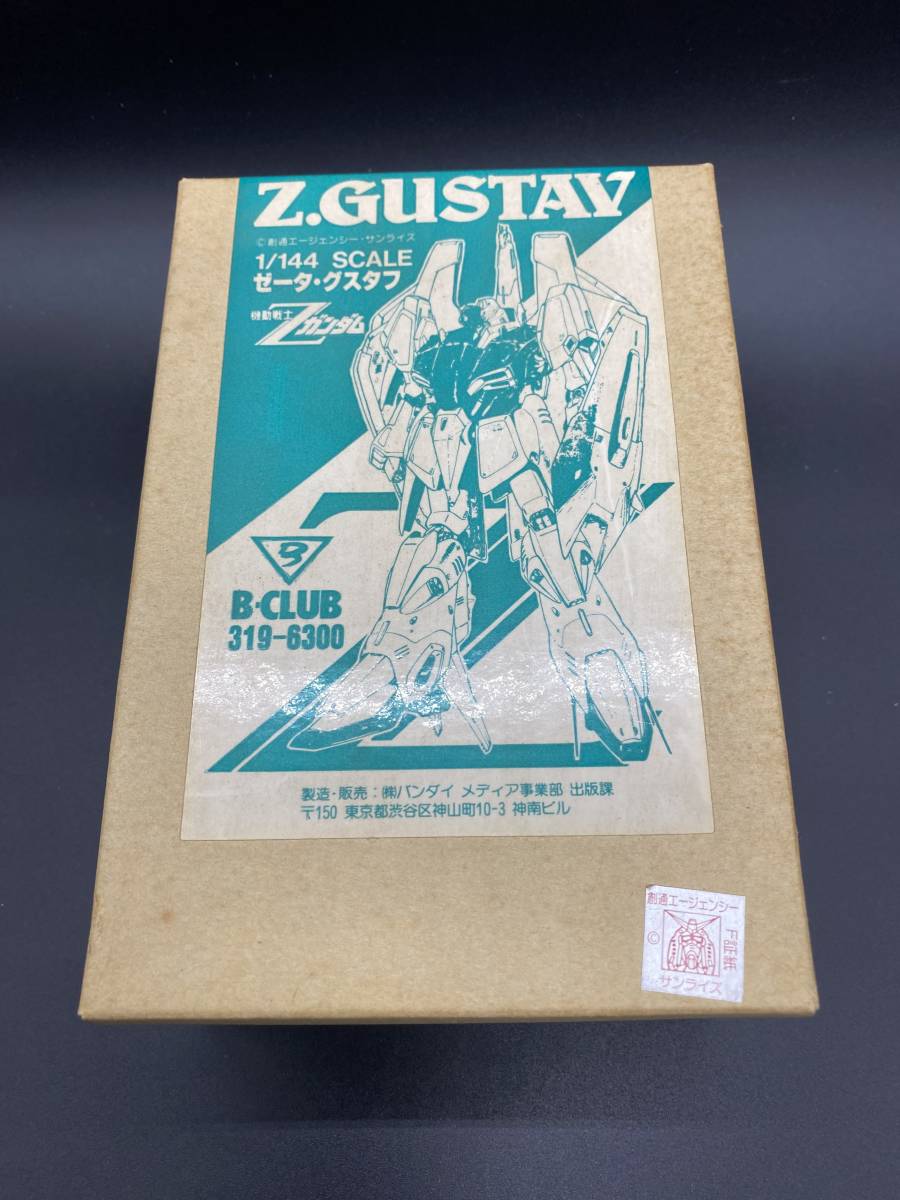 Z.GUSTAV
©創通エージェンシー・サンライズ
1/144 SCALE
ゼータ・グスタフ
機動戦士
Zガンダム
B
B·CLUB
319-6300
製造・販売：㈱バンダイ メディア事業部 出版課
〒150 東京都渋谷区神山町10-3 神南ビル
創通エージェンシー
©
証紙
サンライズ